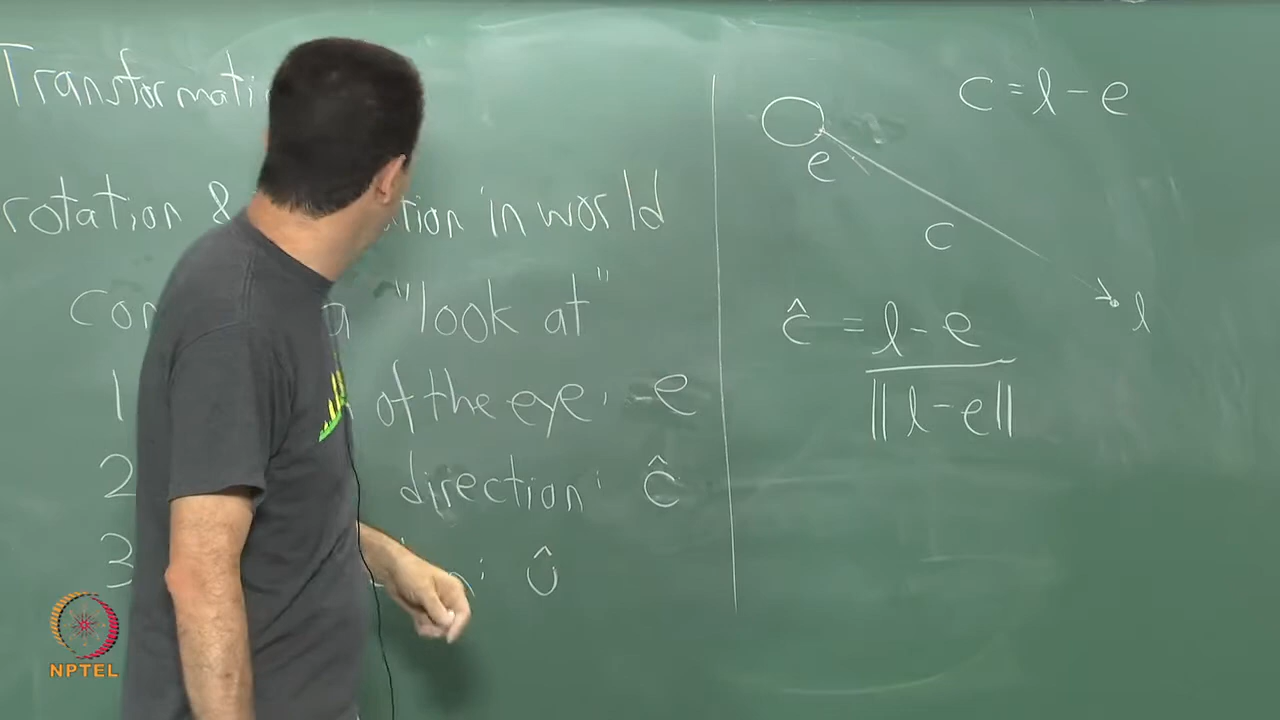 Transformati
rotation & tion in world
con a "look at"
1 of the eye: e
2 direction: ĉ
3 n: û
c = l - e
e
c
l
ĉ = l - e
||l - e||
NPTEL